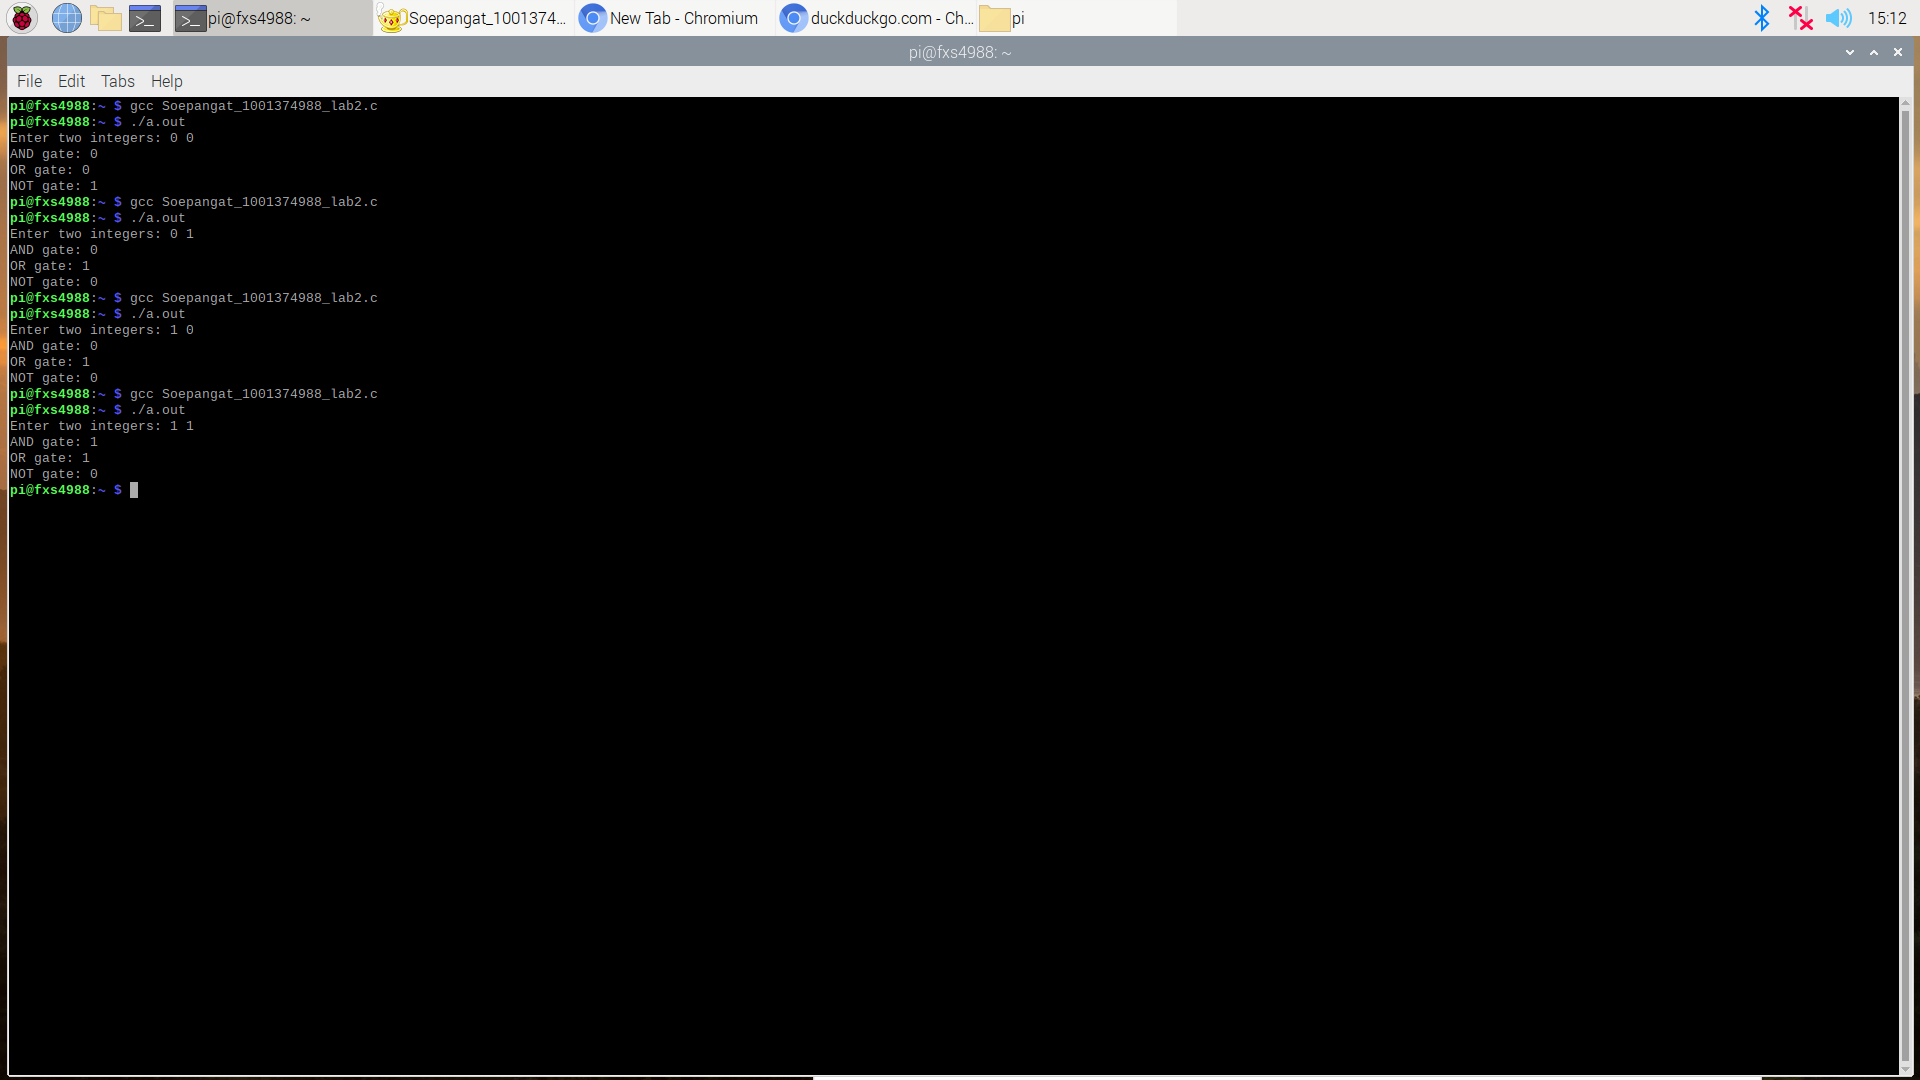 pi@fxs4988: ~
Soepangat_1001374...
New Tab - Chromium
duckduckgo.com - Ch...
pi
15:12
pi@fxs4988: ~
File Edit Tabs Help
pi@fxs4988:~ $ gcc Soepangat_1001374988_lab2.c
pi@fxs4988:~ $ ./a.out
Enter two integers: 0 0
AND gate: 0
OR gate: 0
NOT gate: 1
pi@fxs4988:~ $ gcc Soepangat_1001374988_lab2.c
pi@fxs4988:~ $ ./a.out
Enter two integers: 0 1
AND gate: 0
OR gate: 1
NOT gate: 0
pi@fxs4988:~ $ gcc Soepangat_1001374988_lab2.c
pi@fxs4988:~ $ ./a.out
Enter two integers: 1 0
AND gate: 0
OR gate: 1
NOT gate: 0
pi@fxs4988:~ $ gcc Soepangat_1001374988_lab2.c
pi@fxs4988:~ $ ./a.out
Enter two integers: 1 1
AND gate: 1
OR gate: 1
NOT gate: 0
pi@fxs4988:~ $